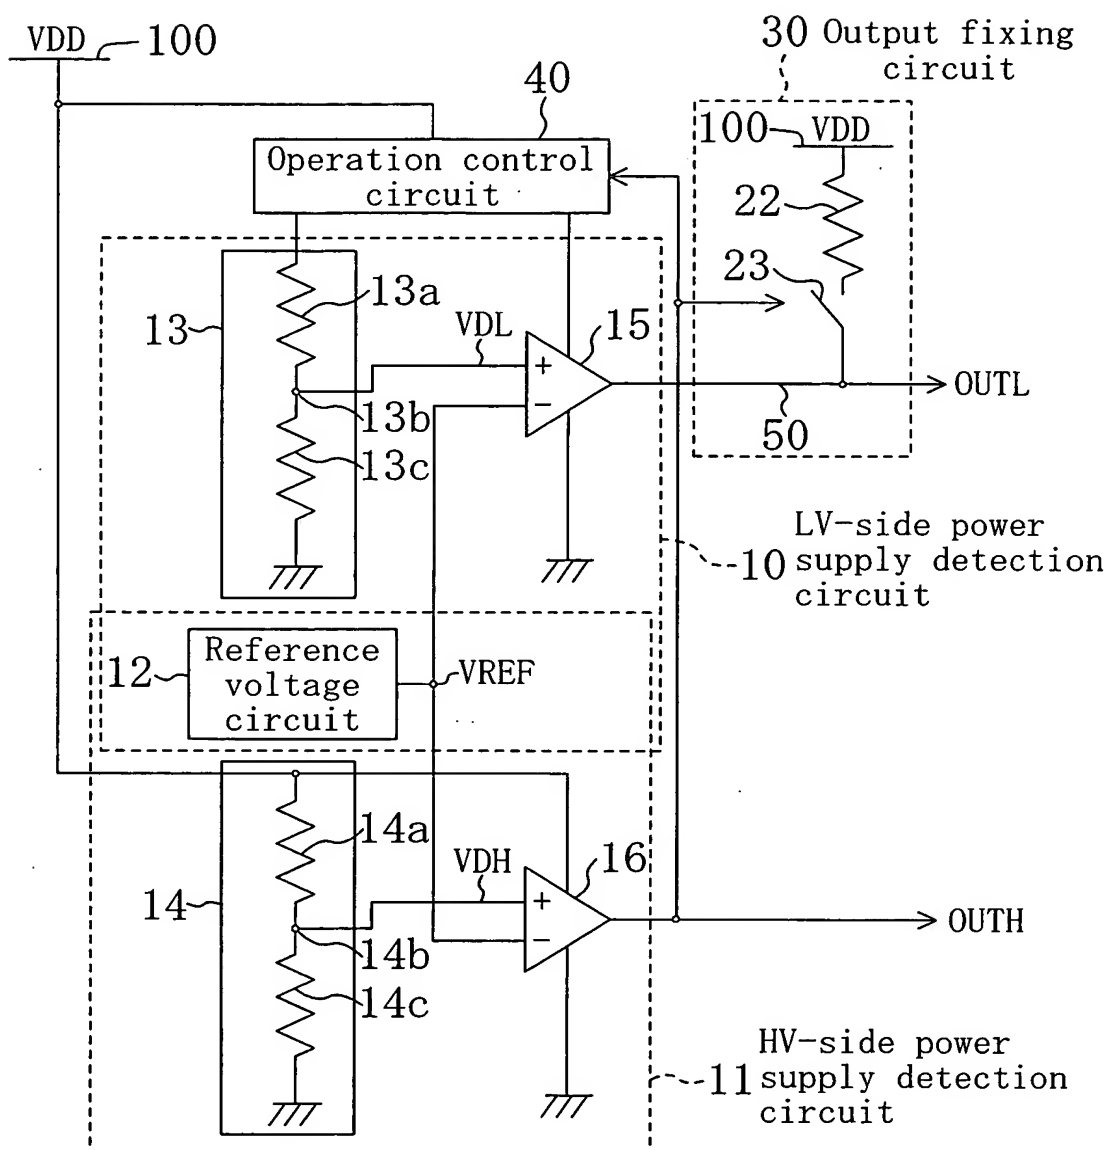 VDD
100
30 Output fixing
circuit
40
100
VDD
Operation control
circuit
22
23
13
13a
VDL
15
+
OUTL
−
13b
50
13c
LV-side power
10 supply detection
circuit
12
Reference
voltage
circuit
VREF
14
14a
VDH
16
+
OUTH
−
14b
14c
HV-side power
11 supply detection
circuit